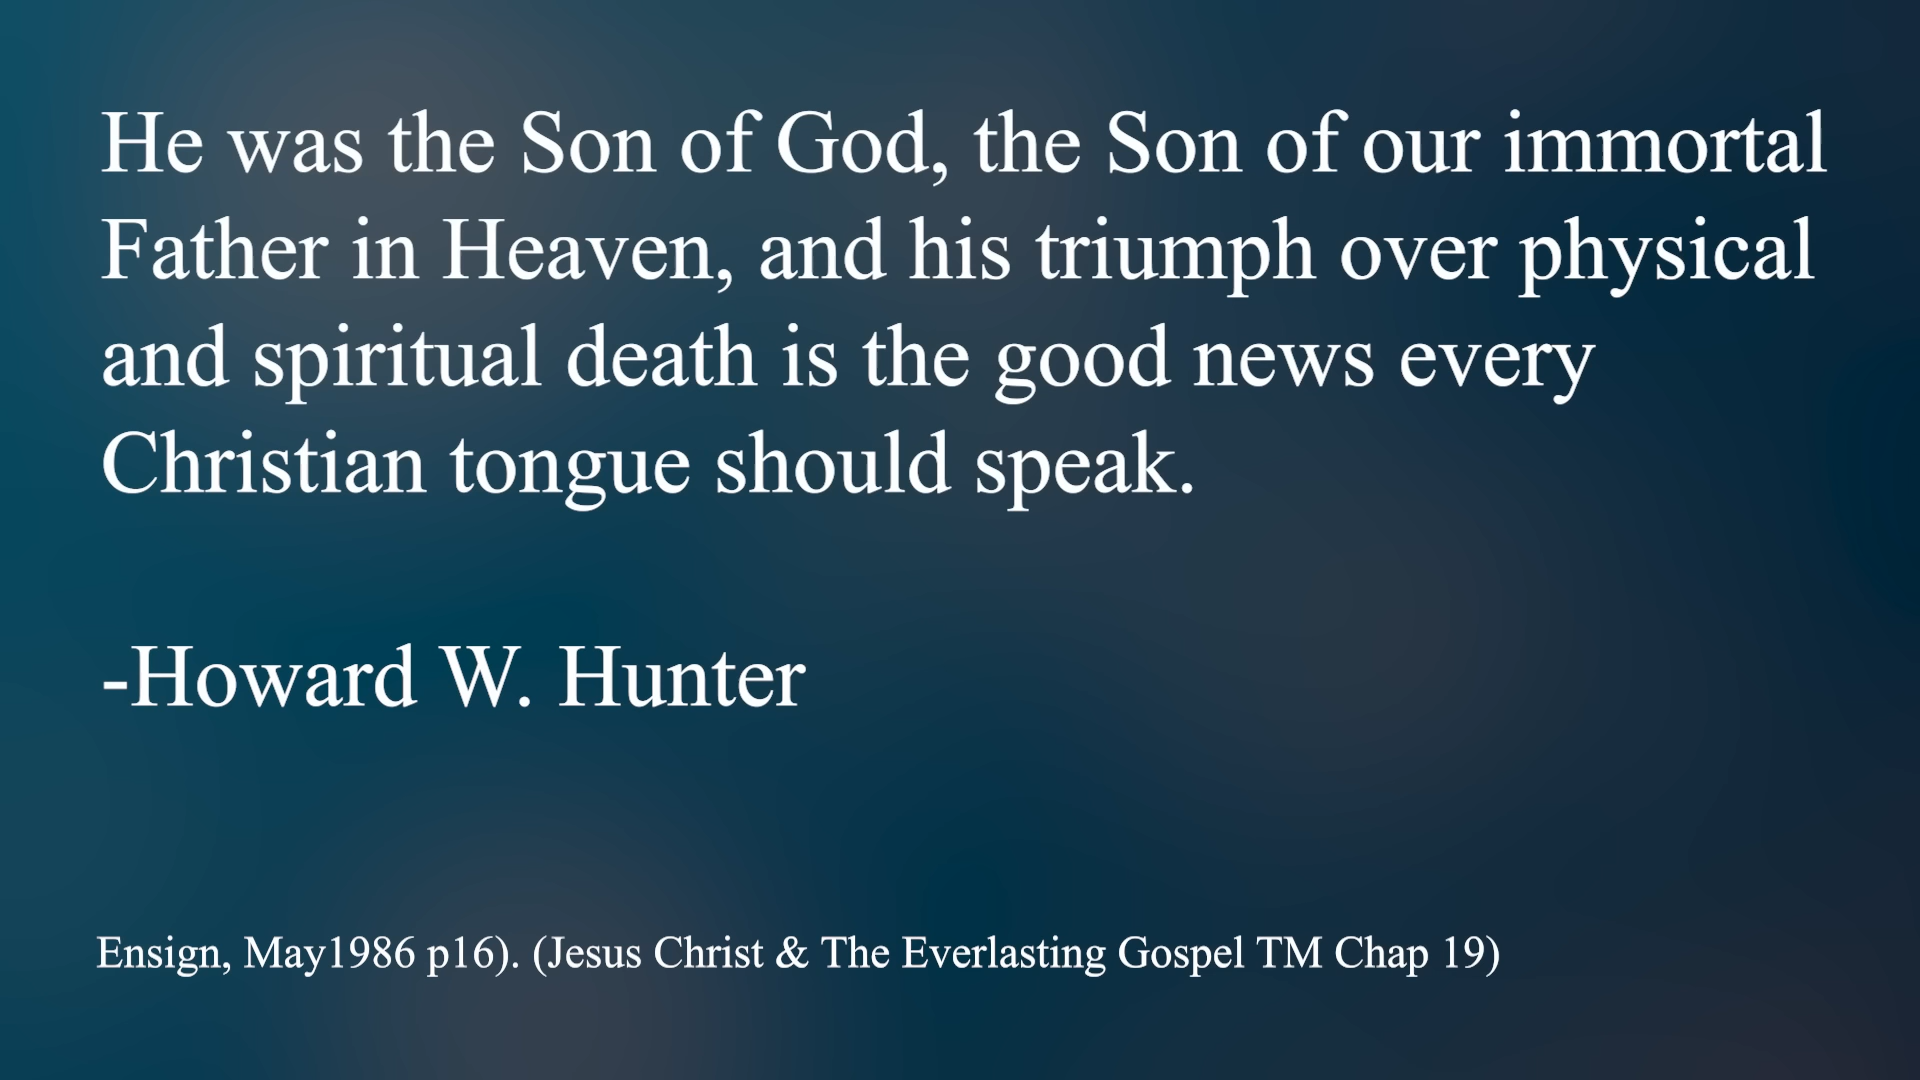 He was the Son of God, the Son of our immortal
Father in Heaven, and his triumph over physical
and spiritual death is the good news every
Christian tongue should speak.
-Howard W. Hunter
Ensign, May1986 p16). (Jesus Christ & The Everlasting Gospel TM Chap 19)